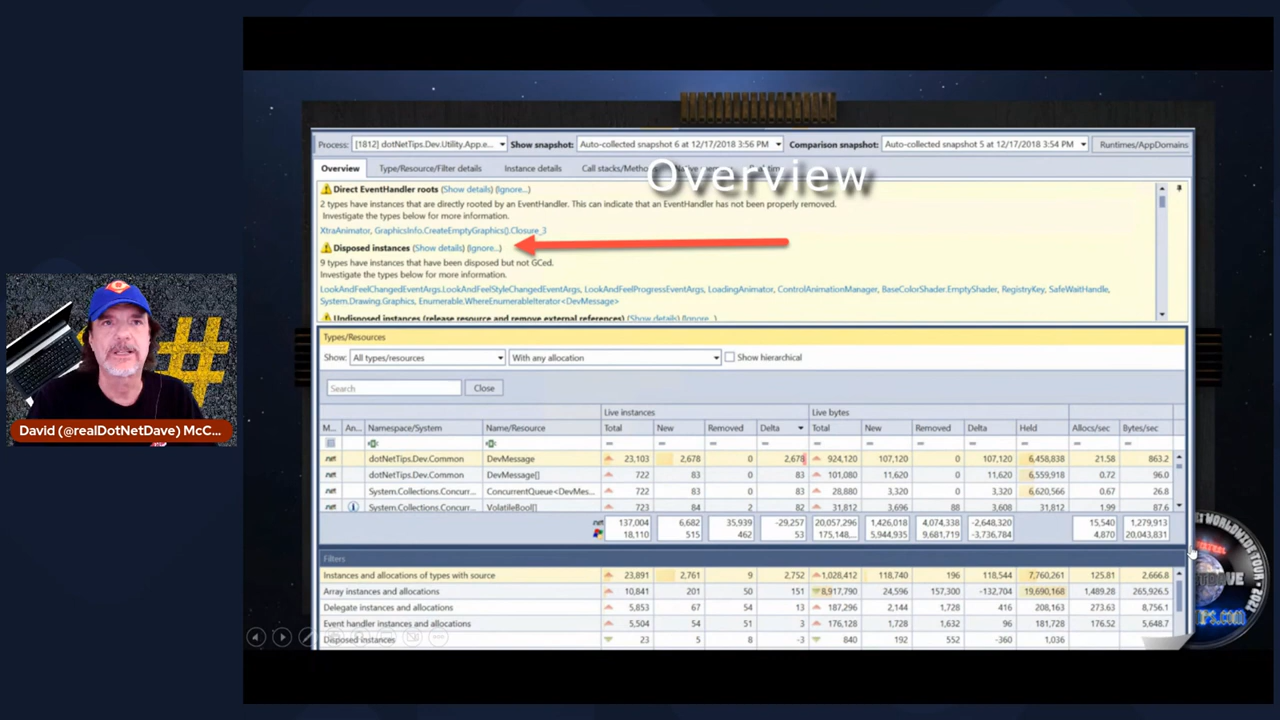 Process: [1812] dotNetTips.Dev.Utility.App.e... Show snapshot: Auto-collected snapshot 6 at 12/17/2018 3:56 PM Comparison snapshot: Auto-collected snapshot 5 at 12/17/2018 3:54 PM Runtimes/AppDomains
Overview Type/Resource/Filter details Instance details Call stacks/Metho
Overview
Direct EventHandler roots (Show details) (Ignore...)
2 types have instances that are directly rooted by an EventHandler. This can indicate that an EventHandler has not been properly removed.
Investigate the types below for more information.
XtraAnimator, GraphicsInfo.CreateEmptyGraphics().Closure_3
Disposed instances (Show details) (Ignore...)
9 types have instances that have been disposed but not GCed.
Investigate the types below for more information.
LookAndFeelChangedEventArgs.LookAndFeelStyleChangedEventArgs, LookAndFeelProgressEventArgs, LoadingAnimator, ControlAnimationManager, BaseColorShader.EmptyShader, RegistryKey, SafeWaitHandle,
System.Drawing.Graphics, Enumerable.WhereEnumerableIterator<DevMessage>
Undisposed instances (release resource and remove external references) (Show details) (Ignore...)
Types/Resources
Show: All types/resources With any allocation Show hierarchical
Search Close
Live instances Live bytes
M... An... Namespace/System Name/Resource Total New Removed Delta Total New Removed Delta Held Allocs/sec Bytes/sec
= = = = = = = = = = =
.net dotNetTips.Dev.Common DevMessage 23,103 2,678 0 2,678 924,120 107,120 0 107,120 6,458,838 21.58 863.2
.net dotNetTips.Dev.Common DevMessage[] 722 83 0 83 101,080 11,620 0 11,620 6,559,918 0.72 96.0
.net System.Collections.Concurr... ConcurrentQueue<DevMes... 722 83 0 83 28,880 3,320 0 3,320 6,620,566 0.67 26.8
.net System.Collections.Concurr... VolatileBool[] 723 84 2 82 31,812 3,696 88 3,608 31,812 1.99 87.6
.net 137,004 6,682 35,939 -29,257 20,057,296 1,426,018 4,074,338 -2,648,320 15,540 1,279,913
18,110 515 462 53 175,148,... 5,944,935 9,681,719 -3,736,784 4,870 20,043,831
Filters
Instances and allocations of types with source 23,891 2,761 9 2,752 1,028,412 118,740 196 118,544 7,760,261 125.81 2,666.8
Array instances and allocations 10,841 201 50 151 8,917,790 24,596 157,300 -132,704 19,690,168 1,489.28 265,926.5
Delegate instances and allocations 5,853 67 54 13 187,296 2,144 1,728 416 208,163 273.63 8,756.1
Event handler instances and allocations 5,504 54 51 3 176,128 1,728 1,632 96 181,728 176.52 5,648.7
Disposed instances 23 5 8 -3 840 192 552 -360 1,036
David (@realDotNetDave) McC...
#
WORLDWIDE TOUR